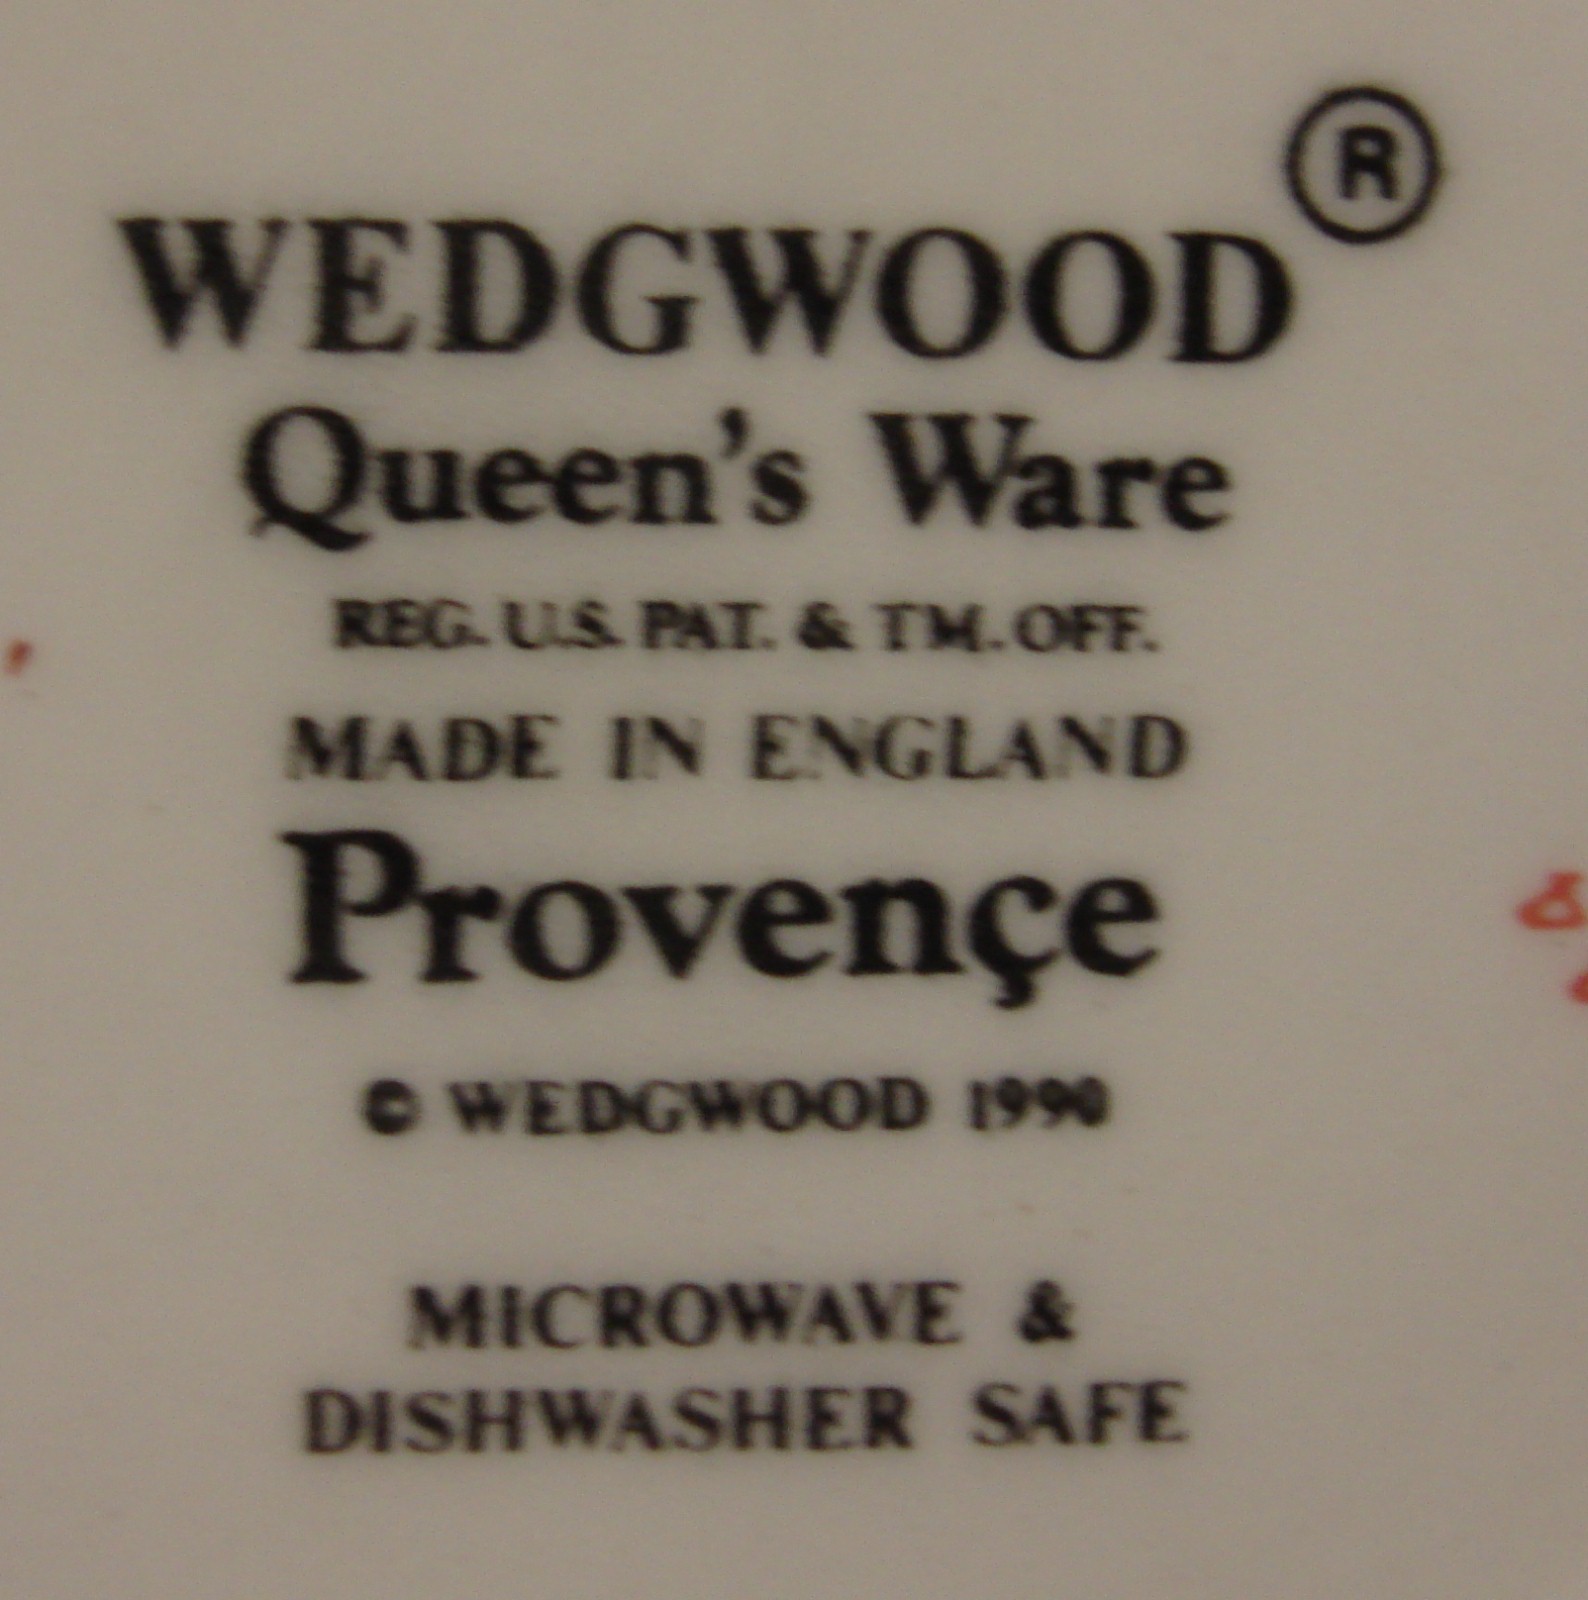 WEDGWOOD®
Queen's Ware
REG. U.S. PAT. & TM. OFF.
MADE IN ENGLAND
Provençe
© WEDGWOOD 1990
MICROWAVE &
DISHWASHER SAFE